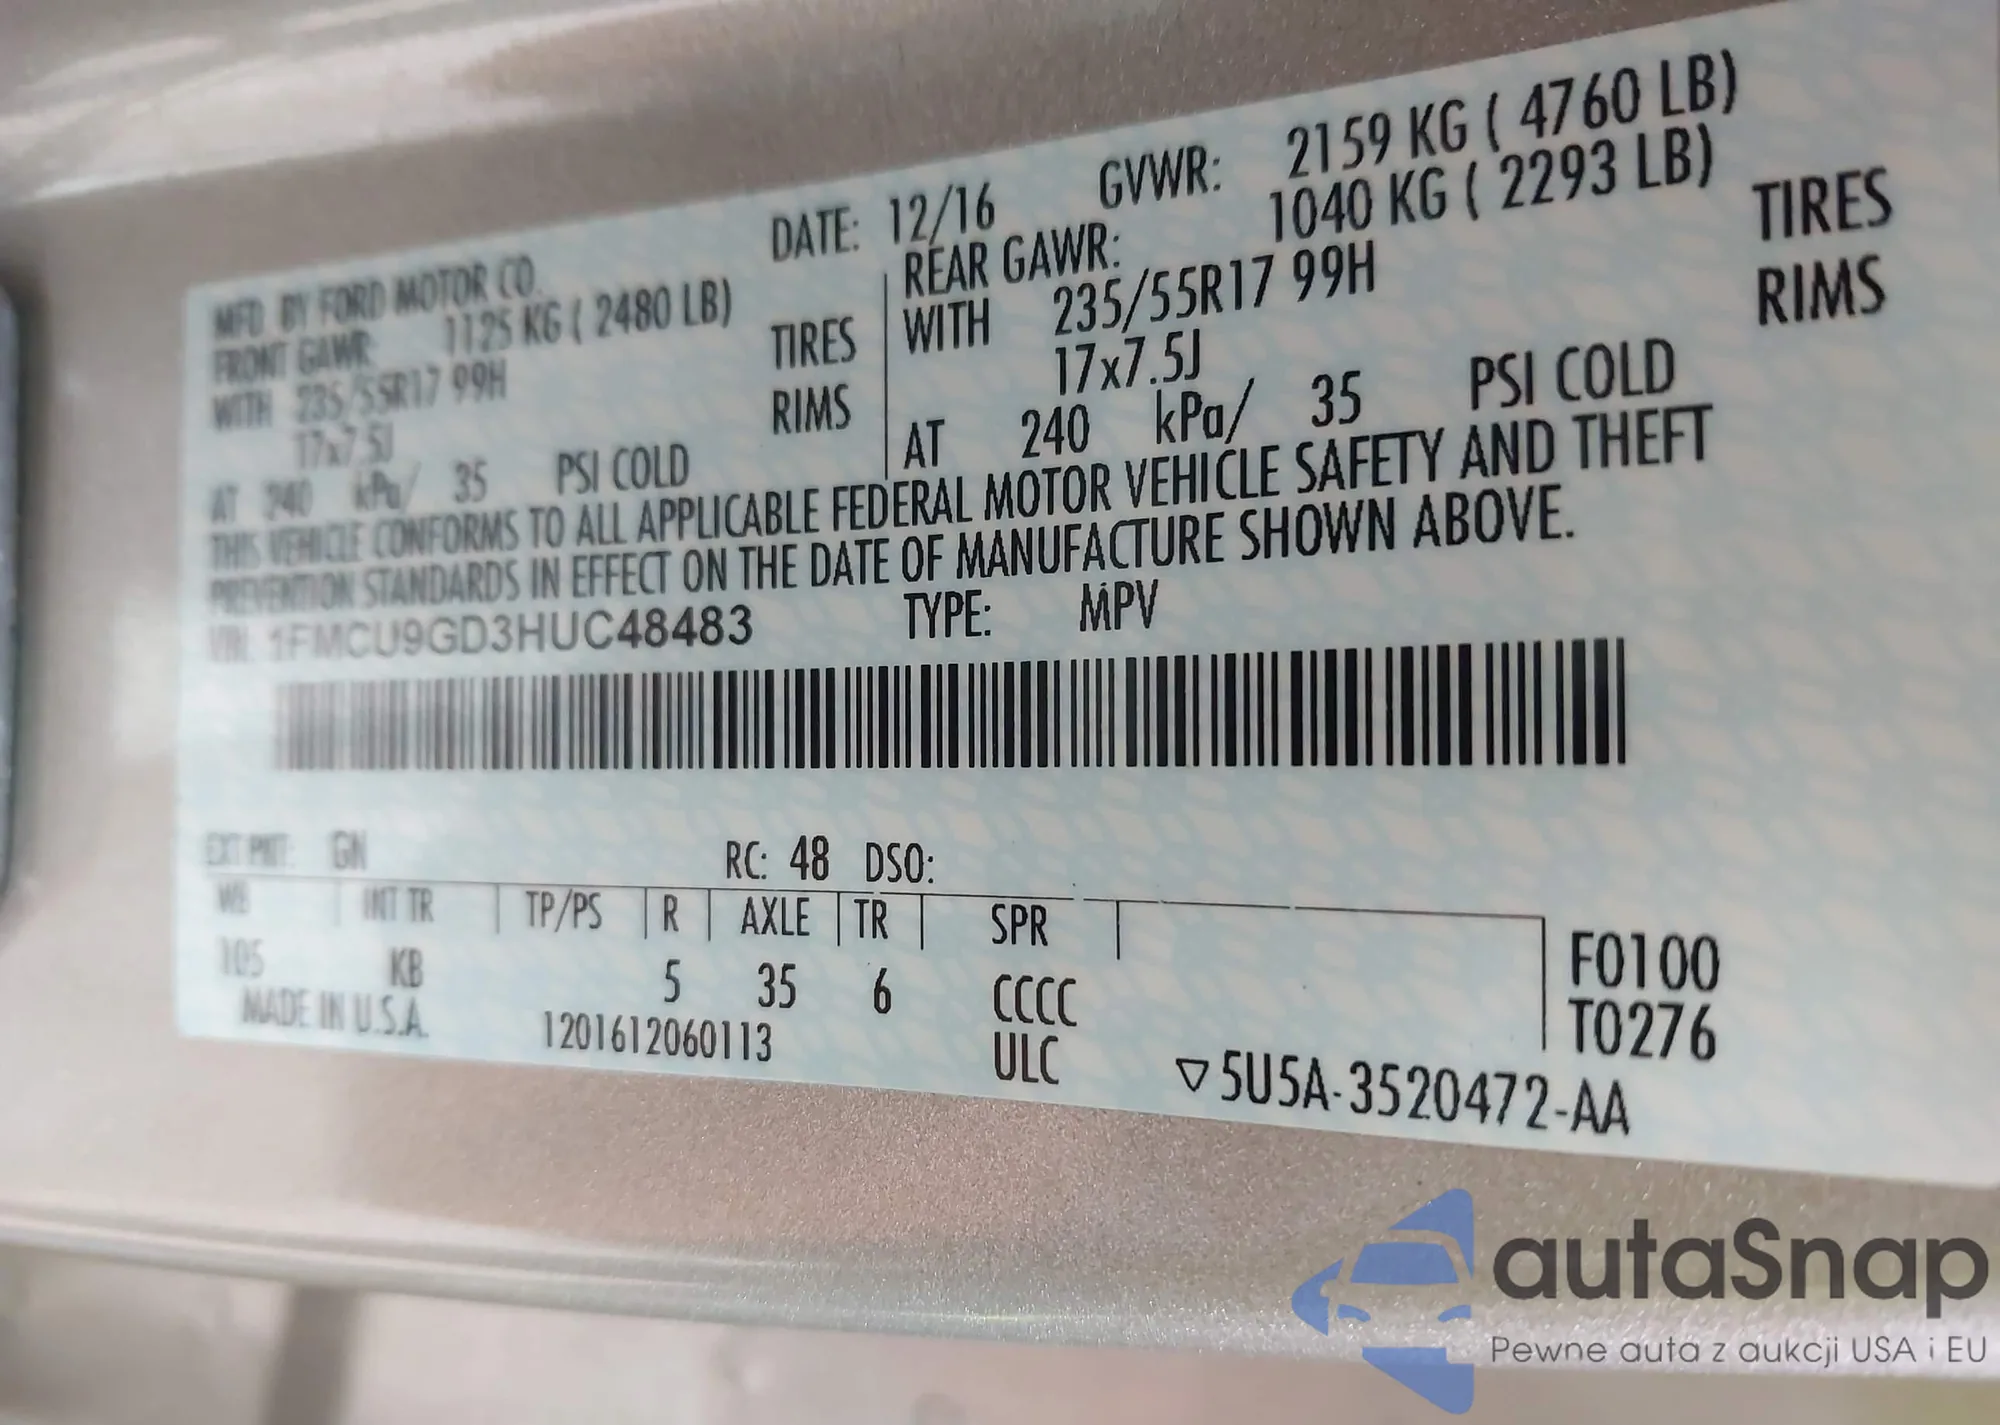 DATE: 12/16 GVWR: 2159 KG ( 4760 LB)
MFD. BY FORD MOTOR CO.
FRONT GAWR: 1125 KG ( 2480 LB)
WITH 235/55R17 99H TIRES
17x7.5J RIMS
AT 240 kPa/ 35 PSI COLD
REAR GAWR: 1040 KG ( 2293 LB)
WITH 235/55R17 99H TIRES
17x7.5J RIMS
AT 240 kPa/ 35 PSI COLD
THIS VEHICLE CONFORMS TO ALL APPLICABLE FEDERAL MOTOR VEHICLE SAFETY AND THEFT
PREVENTION STANDARDS IN EFFECT ON THE DATE OF MANUFACTURE SHOWN ABOVE.
VIN: 1FMCU9GD3HUC48483 TYPE: MPV
EXT PNT: GN RC: 48 DSO:
WB INT TR TP/PS R AXLE TR SPR
105 KB 5 35 6 CCCC
F0100
T0276
MADE IN U.S.A. 1201612060113 ULC
▽5U5A-3520472-AA
autaSnap
Pewne auta z aukcji USA i EU